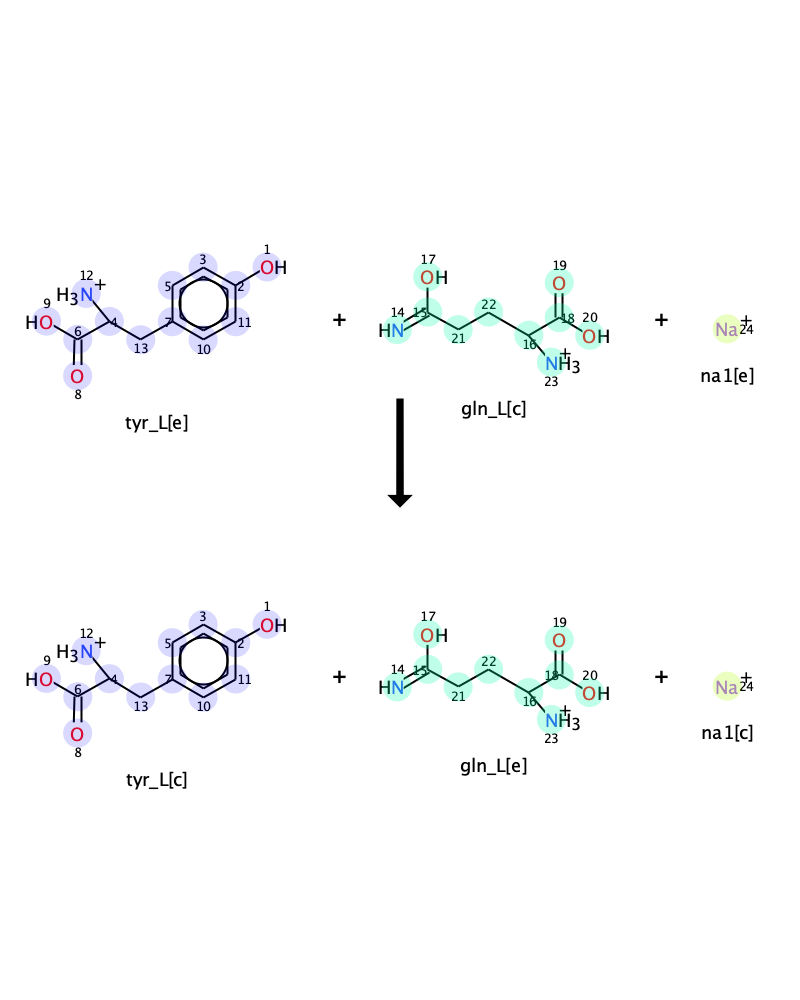 1
3
12
5
2
H3N+
OH
9
4
7
11
HO
6
13
10
O
8
tyr_L[e]
+
17
OH
19
O
14
15
22
18
20
HN
21
16
OH
NH3+
23
gln_L[c]
+
Na+
24
na1[e]
1
3
12
5
2
H3N+
OH
9
4
7
11
HO
6
13
10
O
8
tyr_L[c]
+
17
OH
19
O
14
15
22
18
20
HN
21
16
OH
NH3+
23
gln_L[e]
+
Na+
24
na1[c]